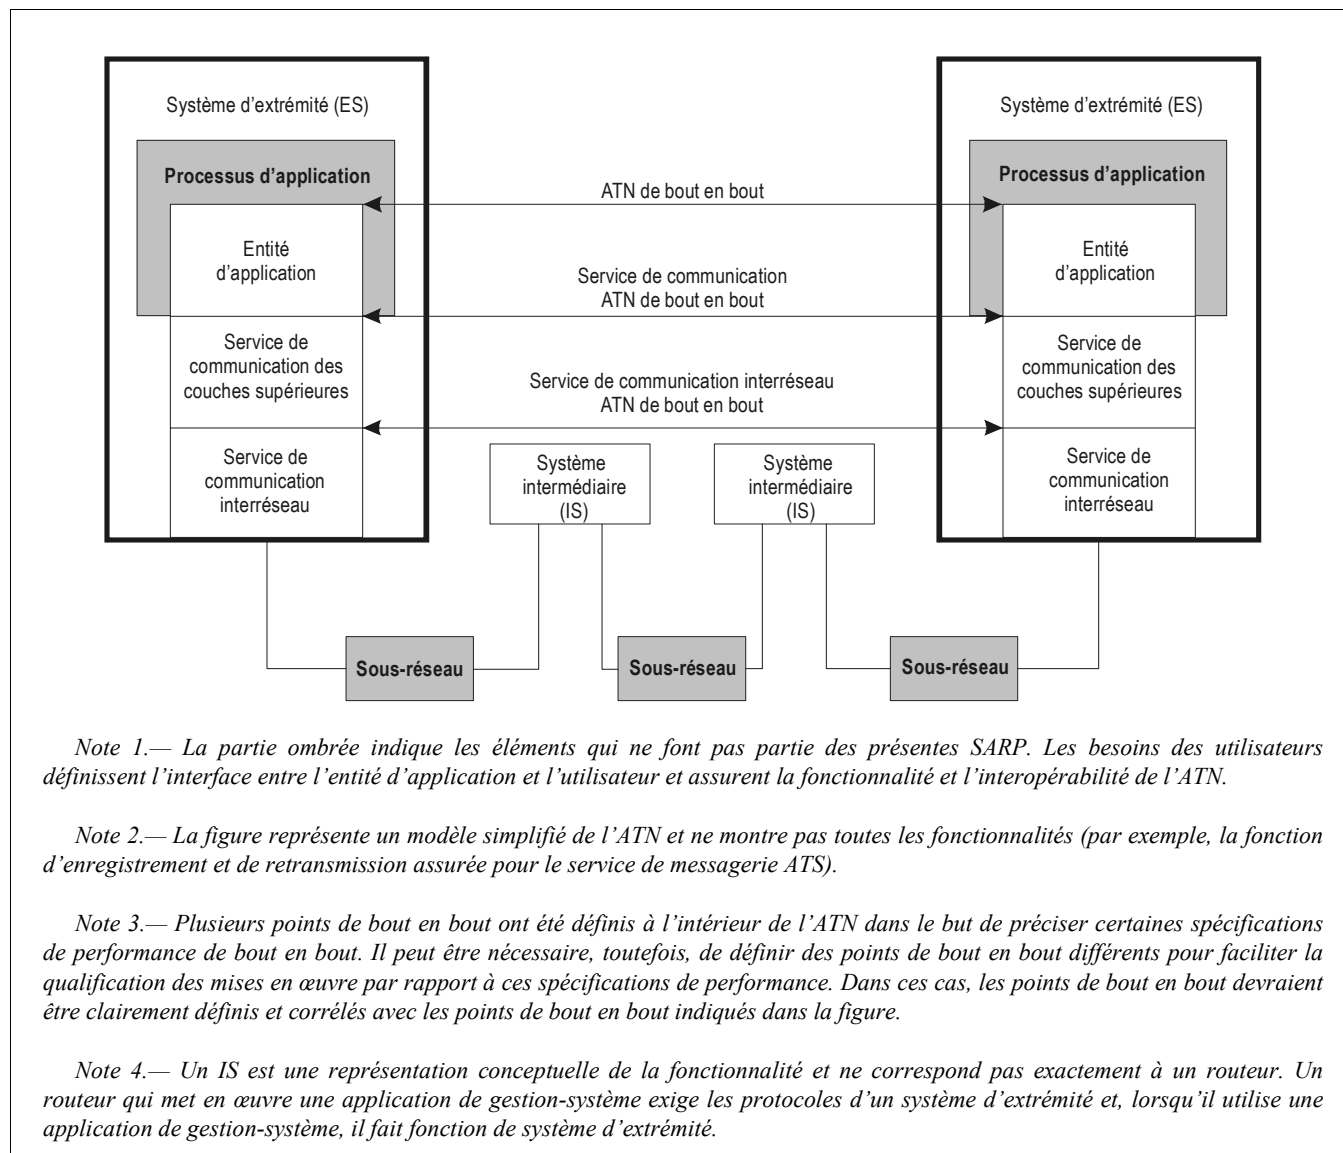 Système d’extrémité (ES)
Système d’extrémité (ES)
Processus d’application
Processus d’application
ATN de bout en bout
Entité
d’application
Entité
d’application
Service de communication
ATN de bout en bout
Service de
communication des
couches supérieures
Service de
communication des
couches supérieures
Service de communication interréseau
ATN de bout en bout
Service de
communication
interréseau
Système
intermédiaire
(IS)
Système
intermédiaire
(IS)
Service de
communication
interréseau
Sous-réseau
Sous-réseau
Sous-réseau
Note 1.— La partie ombrée indique les éléments qui ne font pas partie des présentes SARP. Les besoins des utilisateurs
définissent l’interface entre l’entité d’application et l’utilisateur et assurent la fonctionnalité et l’interopérabilité de l’ATN.
Note 2.— La figure représente un modèle simplifié de l’ATN et ne montre pas toutes les fonctionnalités (par exemple, la fonction
d’enregistrement et de retransmission assurée pour le service de messagerie ATS).
Note 3.— Plusieurs points de bout en bout ont été définis à l’intérieur de l’ATN dans le but de préciser certaines spécifications
de performance de bout en bout. Il peut être nécessaire, toutefois, de définir des points de bout en bout différents pour faciliter la
qualification des mises en œuvre par rapport à ces spécifications de performance. Dans ces cas, les points de bout en bout devraient
être clairement définis et corrélés avec les points de bout en bout indiqués dans la figure.
Note 4.— Un IS est une représentation conceptuelle de la fonctionnalité et ne correspond pas exactement à un routeur. Un
routeur qui met en œuvre une application de gestion-système exige les protocoles d’un système d’extrémité et, lorsqu’il utilise une
application de gestion-système, il fait fonction de système d’extrémité.